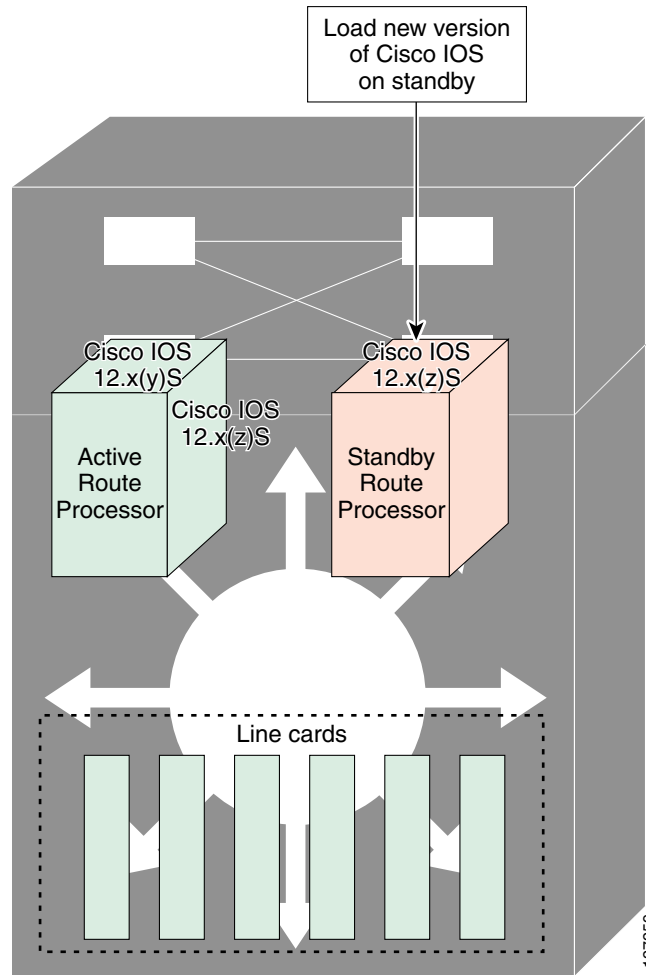 Load new version
of Cisco IOS
on standby
Cisco IOS
12.x(y)S
Cisco IOS
12.x(z)S
Cisco IOS
12.x(z)S
Active
Route
Processor
Standby
Route
Processor
Line cards